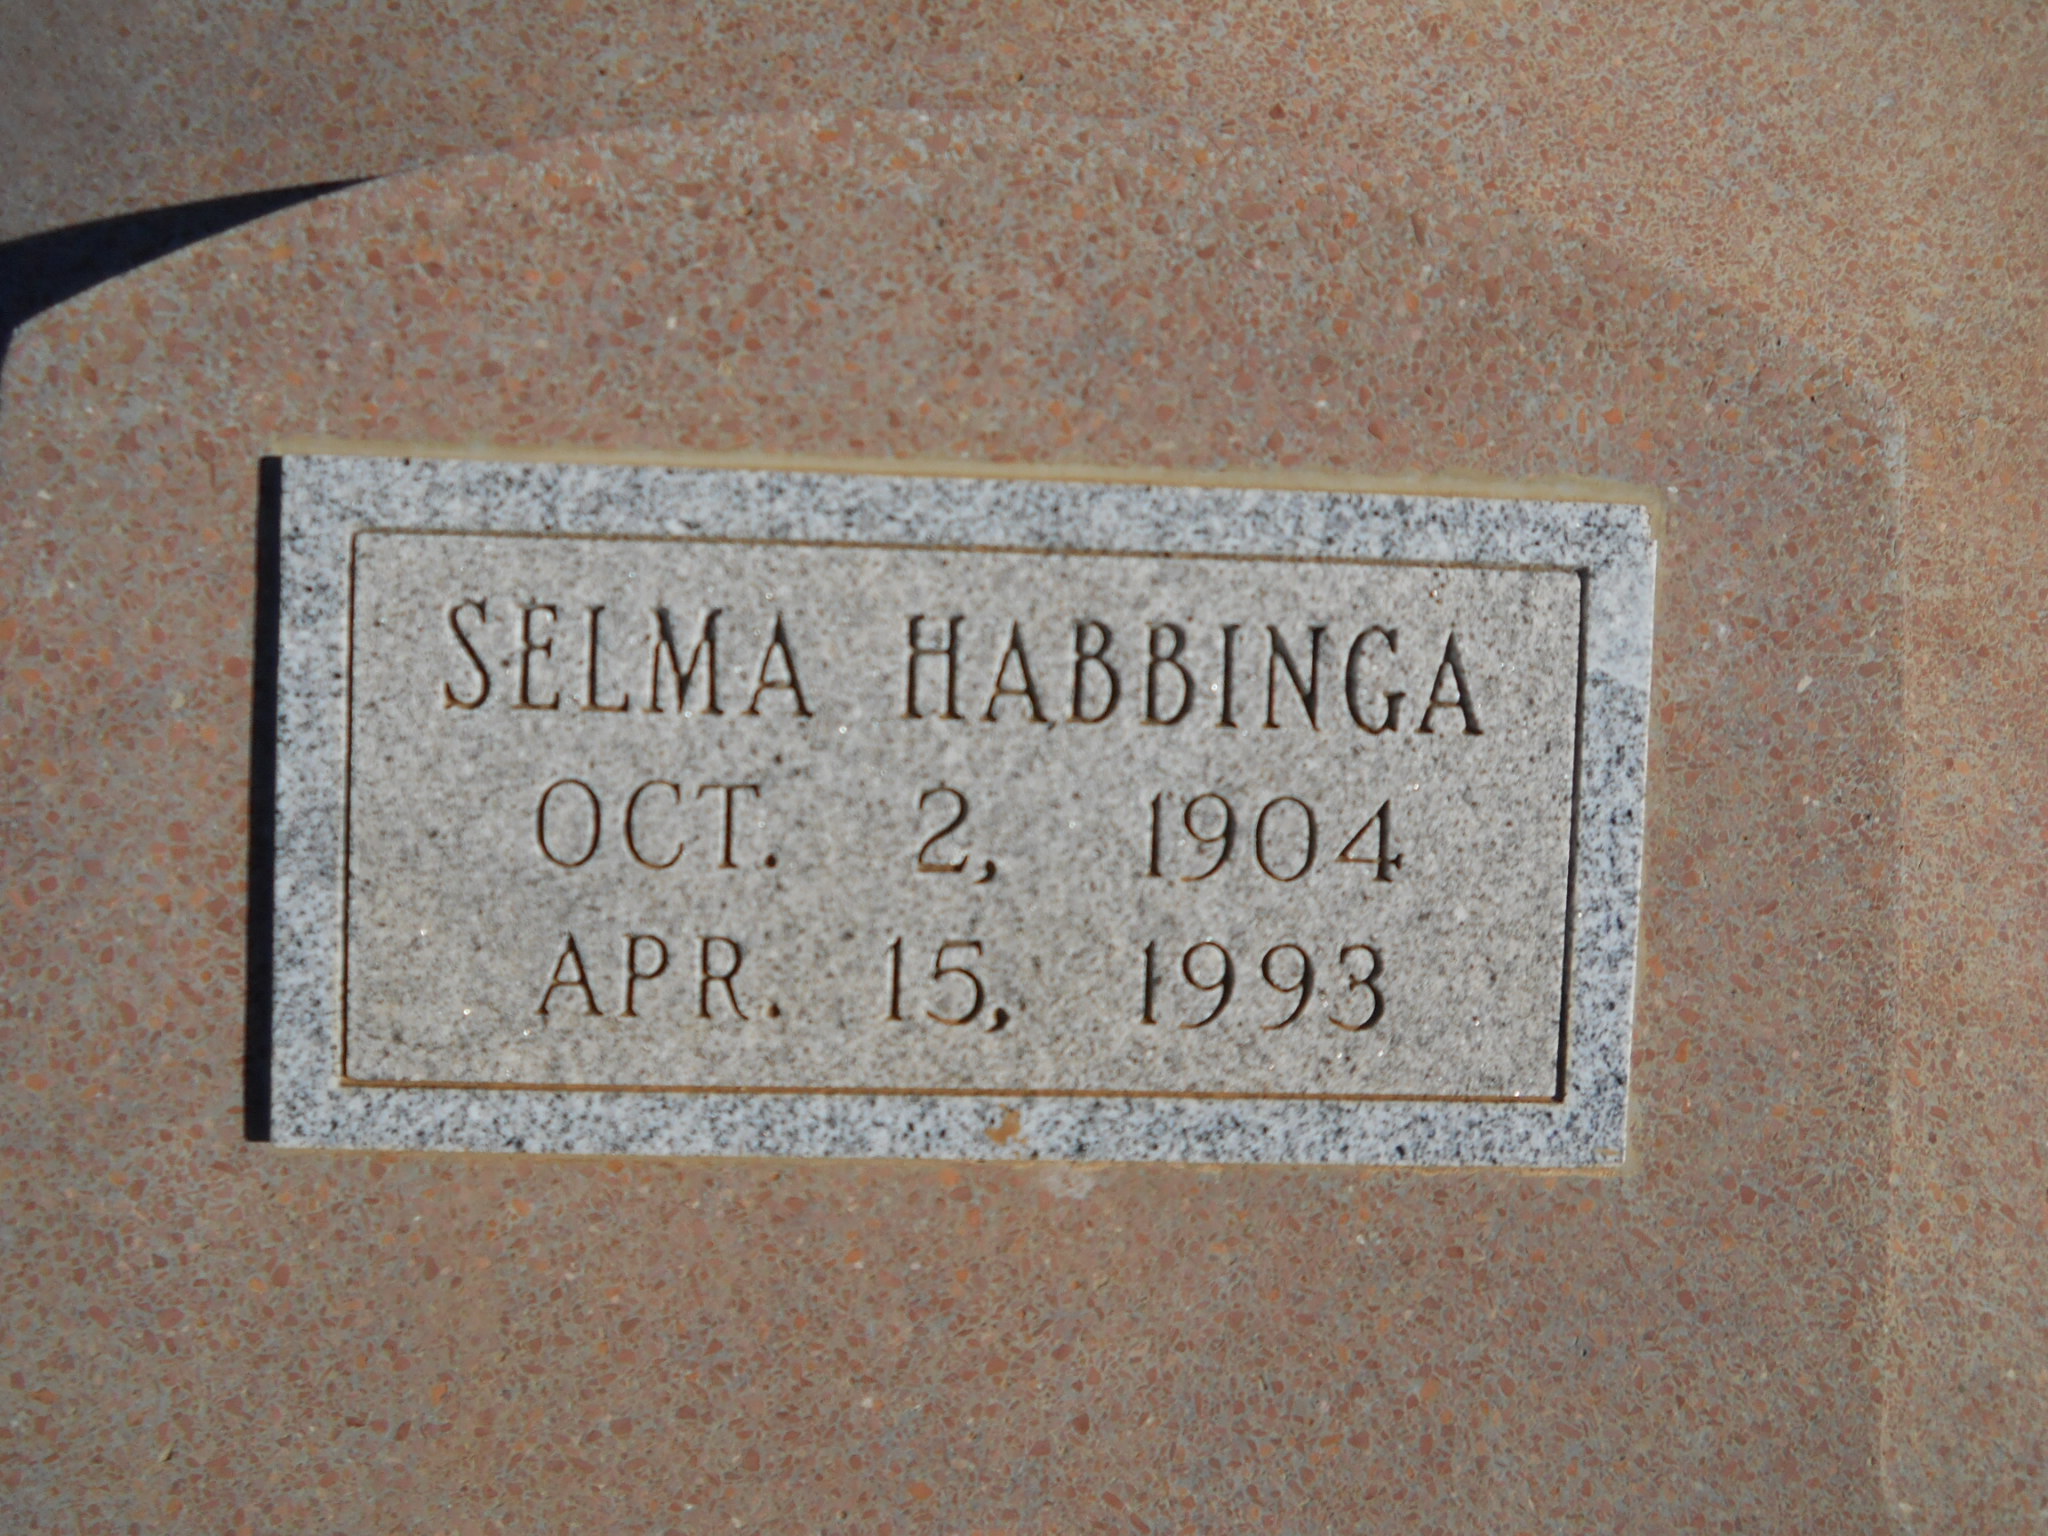 SELMA HABBINGA
OCT. 2, 1904
APR. 15, 1993